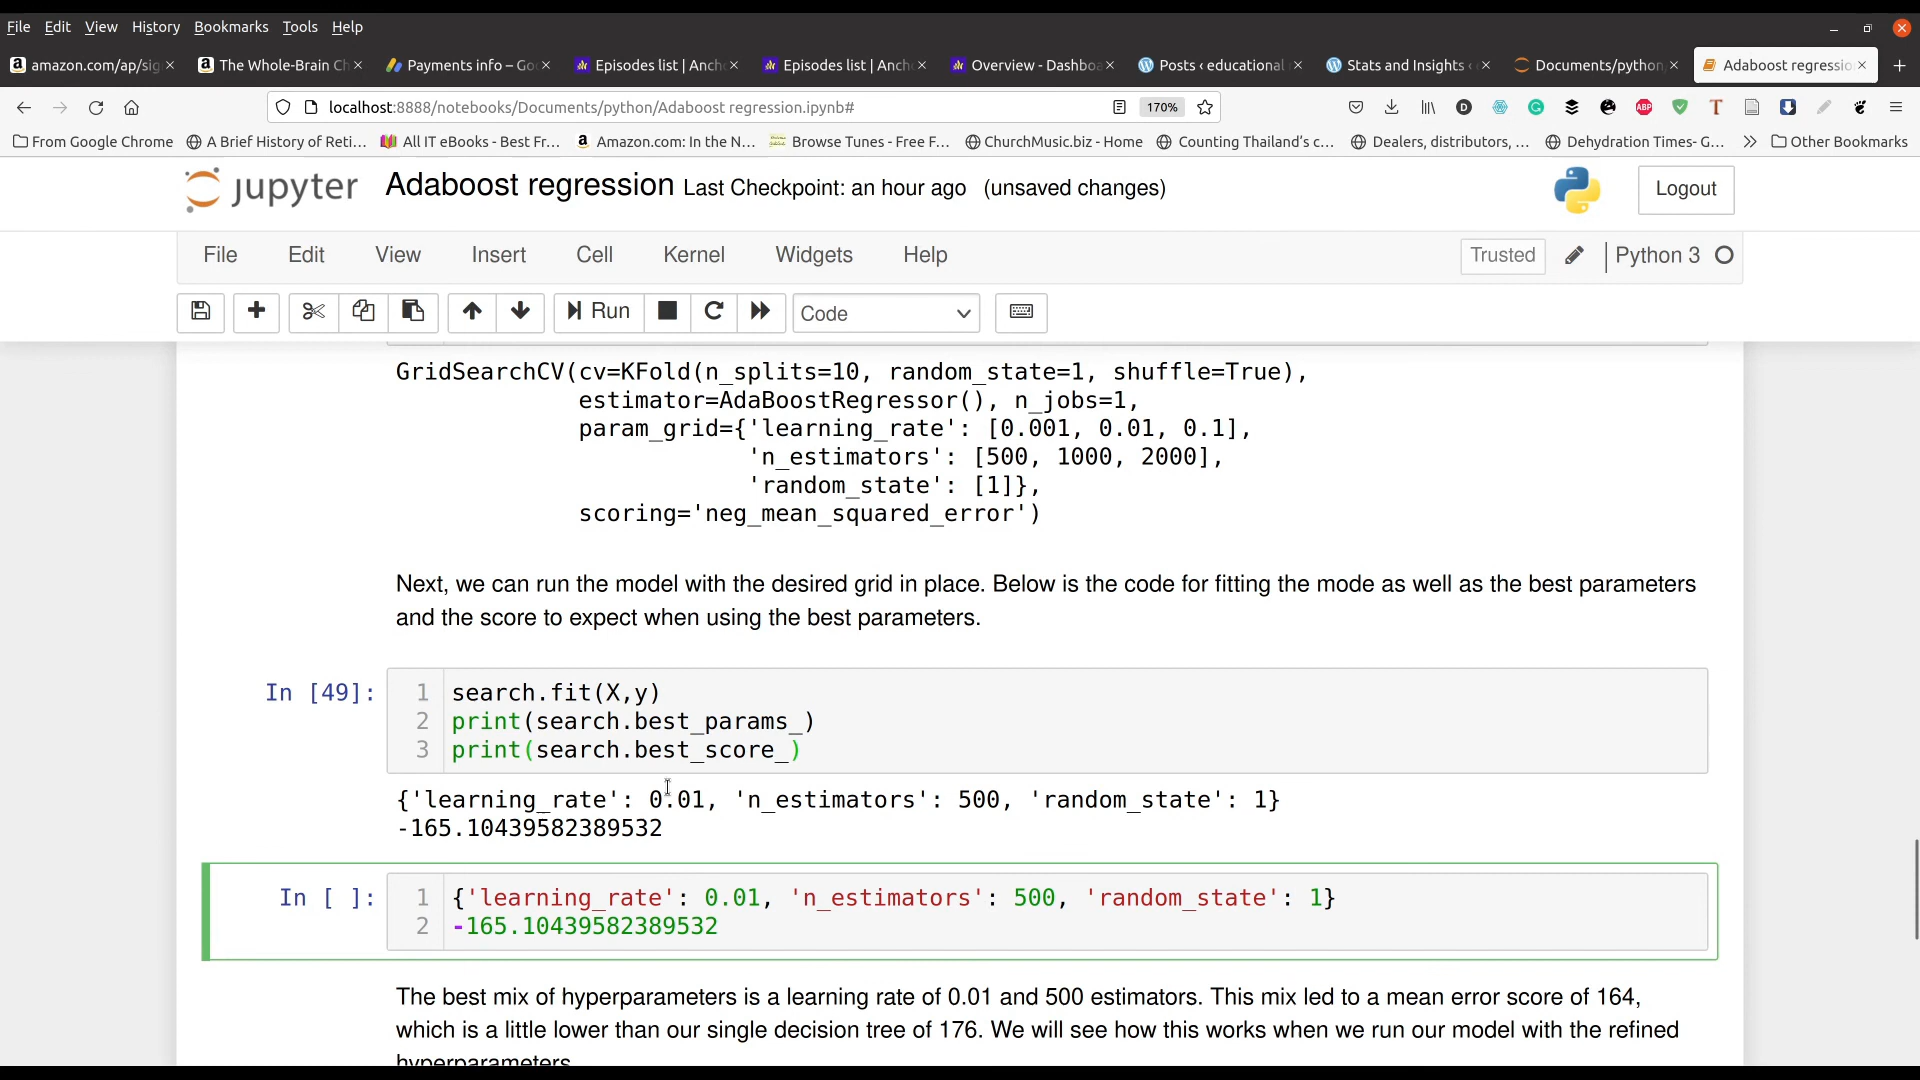 File Edit View History Bookmarks Tools Help
amazon.com/ap/sig The Whole-Brain Ch Payments info – Goo Episodes list | Ancho Episodes list | Ancho Overview - Dashboa Posts ‹ educational Stats and Insights ‹ Documents/python/ Adaboost regressio
localhost:8888/notebooks/Documents/python/Adaboost regression.ipynb# 170%
From Google Chrome A Brief History of Reti... All IT eBooks - Best Fr... Amazon.com: In the N... Browse Tunes - Free F... ChurchMusic.biz - Home Counting Thailand's c... Dealers, distributors, ... Dehydration Times- G... Other Bookmarks
jupyter Adaboost regression Last Checkpoint: an hour ago (unsaved changes) Logout
File Edit View Insert Cell Kernel Widgets Help Trusted Python 3
Run Code
GridSearchCV(cv=KFold(n_splits=10, random_state=1, shuffle=True),
estimator=AdaBoostRegressor(), n_jobs=1,
param_grid={'learning_rate': [0.001, 0.01, 0.1],
'n_estimators': [500, 1000, 2000],
'random_state': [1]},
scoring='neg_mean_squared_error')
Next, we can run the model with the desired grid in place. Below is the code for fitting the mode as well as the best parameters
and the score to expect when using the best parameters.
In [49]: 1 search.fit(X,y)
2 print(search.best_params_)
3 print(search.best_score_)
{'learning_rate': 0.01, 'n_estimators': 500, 'random_state': 1}
-165.10439582389532
In [ ]: 1 {'learning_rate': 0.01, 'n_estimators': 500, 'random_state': 1}
2 -165.10439582389532
The best mix of hyperparameters is a learning rate of 0.01 and 500 estimators. This mix led to a mean error score of 164,
which is a little lower than our single decision tree of 176. We will see how this works when we run our model with the refined
hyperparameters.